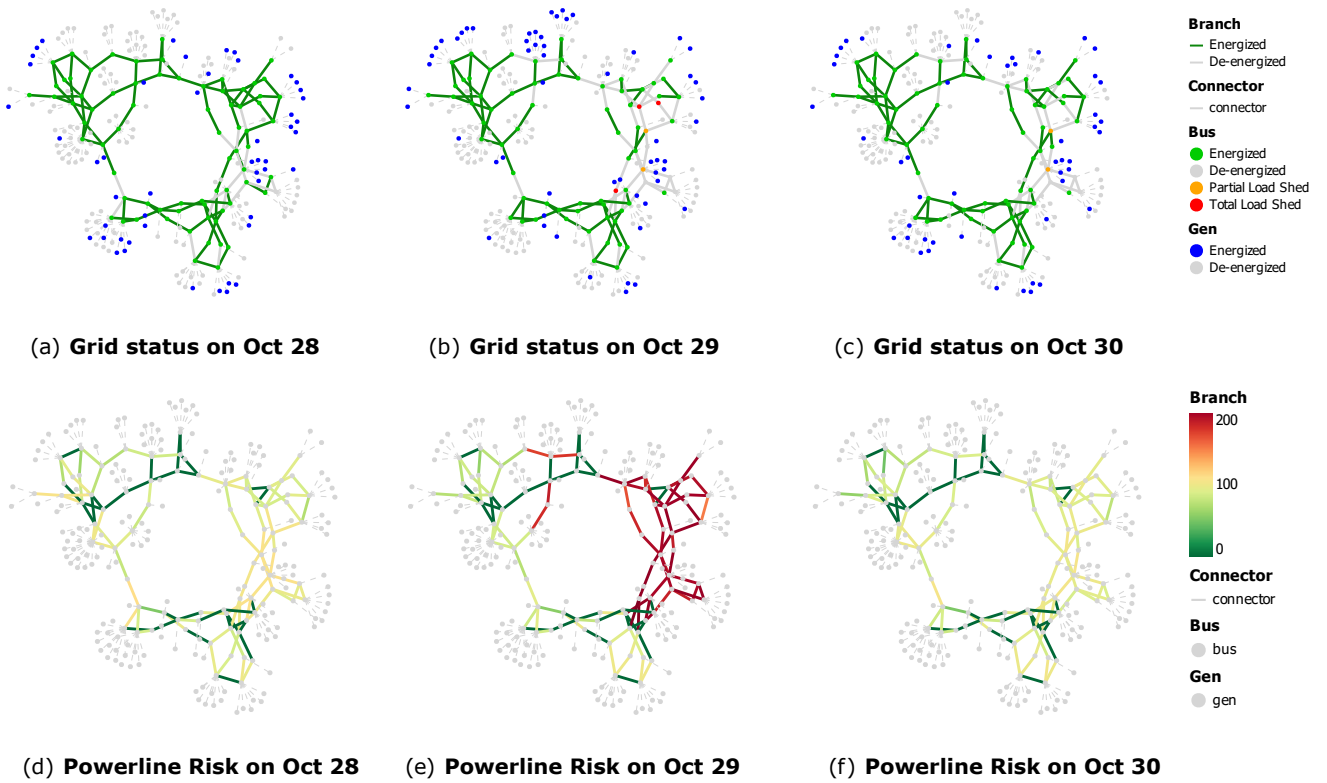 Branch
Energized
De-energized
Connector
connector
Bus
Energized
De-energized
Partial Load Shed
Total Load Shed
Gen
Energized
De-energized
(a) Grid status on Oct 28
(b) Grid status on Oct 29
(c) Grid status on Oct 30
Branch
200
100
0
Connector
connector
Bus
bus
Gen
gen
(d) Powerline Risk on Oct 28
(e) Powerline Risk on Oct 29
(f) Powerline Risk on Oct 30